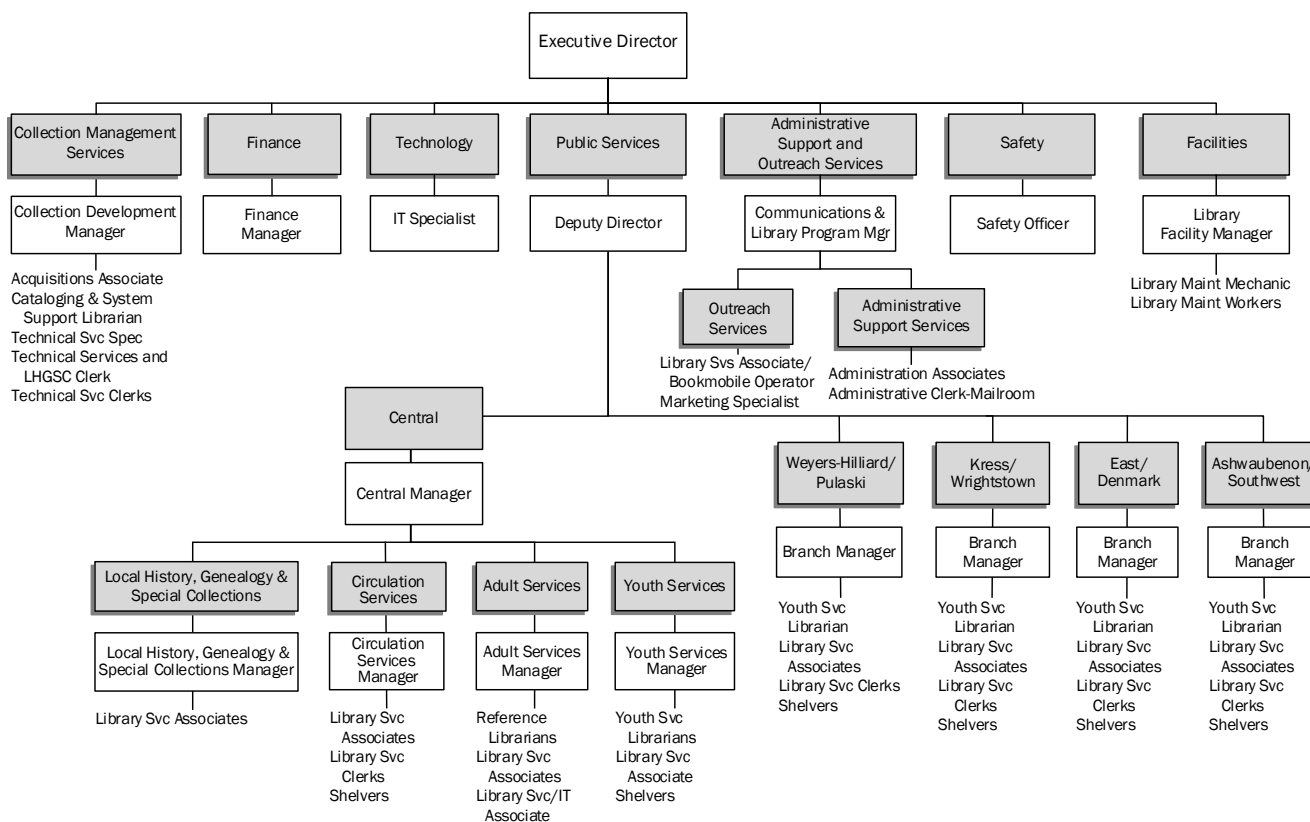 Executive Director
Collection Management
Services
Finance
Technology
Public Services
Administrative
Support and
Outreach Services
Safety
Facilities
Collection Development
Manager
Finance
Manager
IT Specialist
Deputy Director
Communications &
Library Program Mgr
Safety Officer
Library
Facility Manager
Acquisitions Associate
Cataloging & System
Support Librarian
Technical Svc Spec
Technical Services and
LHGSC Clerk
Technical Svc Clerks
Library Maint Mechanic
Library Maint Workers
Outreach
Services
Administrative
Support Services
Library Svs Associate/
Bookmobile Operator
Marketing Specialist
Administration Associates
Administrative Clerk-Mailroom
Central
Central Manager
Weyers-Hilliard/
Pulaski
Kress/
Wrightstown
East/
Denmark
Ashwaubenon/
Southwest
Branch Manager
Branch
Manager
Branch
Manager
Branch
Manager
Youth Svc
Librarian
Library Svc
Associates
Library Svc Clerks
Shelvers
Youth Svc
Librarian
Library Svc
Associates
Library Svc
Clerks
Shelvers
Youth Svc
Librarian
Library Svc
Associates
Library Svc
Clerks
Shelvers
Youth Svc
Librarian
Library Svc
Associates
Library Svc
Clerks
Shelvers
Local History, Genealogy &
Special Collections
Circulation
Services
Adult Services
Youth Services
Local History, Genealogy &
Special Collections Manager
Circulation
Services
Manager
Adult Services
Manager
Youth Services
Manager
Library Svc Associates
Library Svc
Associates
Library Svc
Clerks
Shelvers
Reference
Librarians
Library Svc
Associates
Library Svc/IT
Associate
Youth Svc
Librarians
Library Svc
Associate
Shelvers